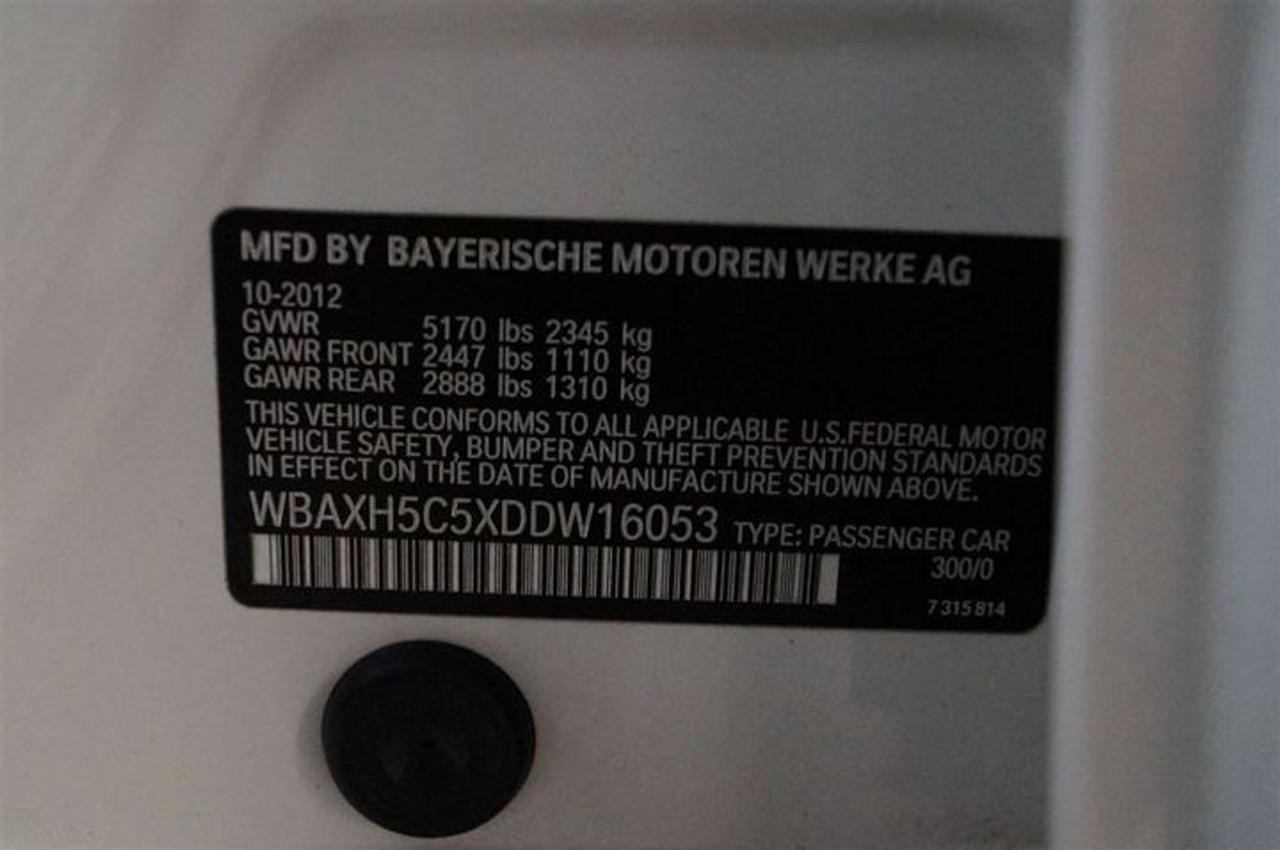 MFD BY BAYERISCHE MOTOREN WERKE AG
10-2012
GVWR 5170 lbs 2345 kg
GAWR FRONT 2447 lbs 1110 kg
GAWR REAR 2888 lbs 1310 kg
THIS VEHICLE CONFORMS TO ALL APPLICABLE U.S.FEDERAL MOTOR
VEHICLE SAFETY, BUMPER AND THEFT PREVENTION STANDARDS
IN EFFECT ON THE DATE OF MANUFACTURE SHOWN ABOVE.
WBAXH5C5XDDW16053 TYPE: PASSENGER CAR
300/0
7 315 814